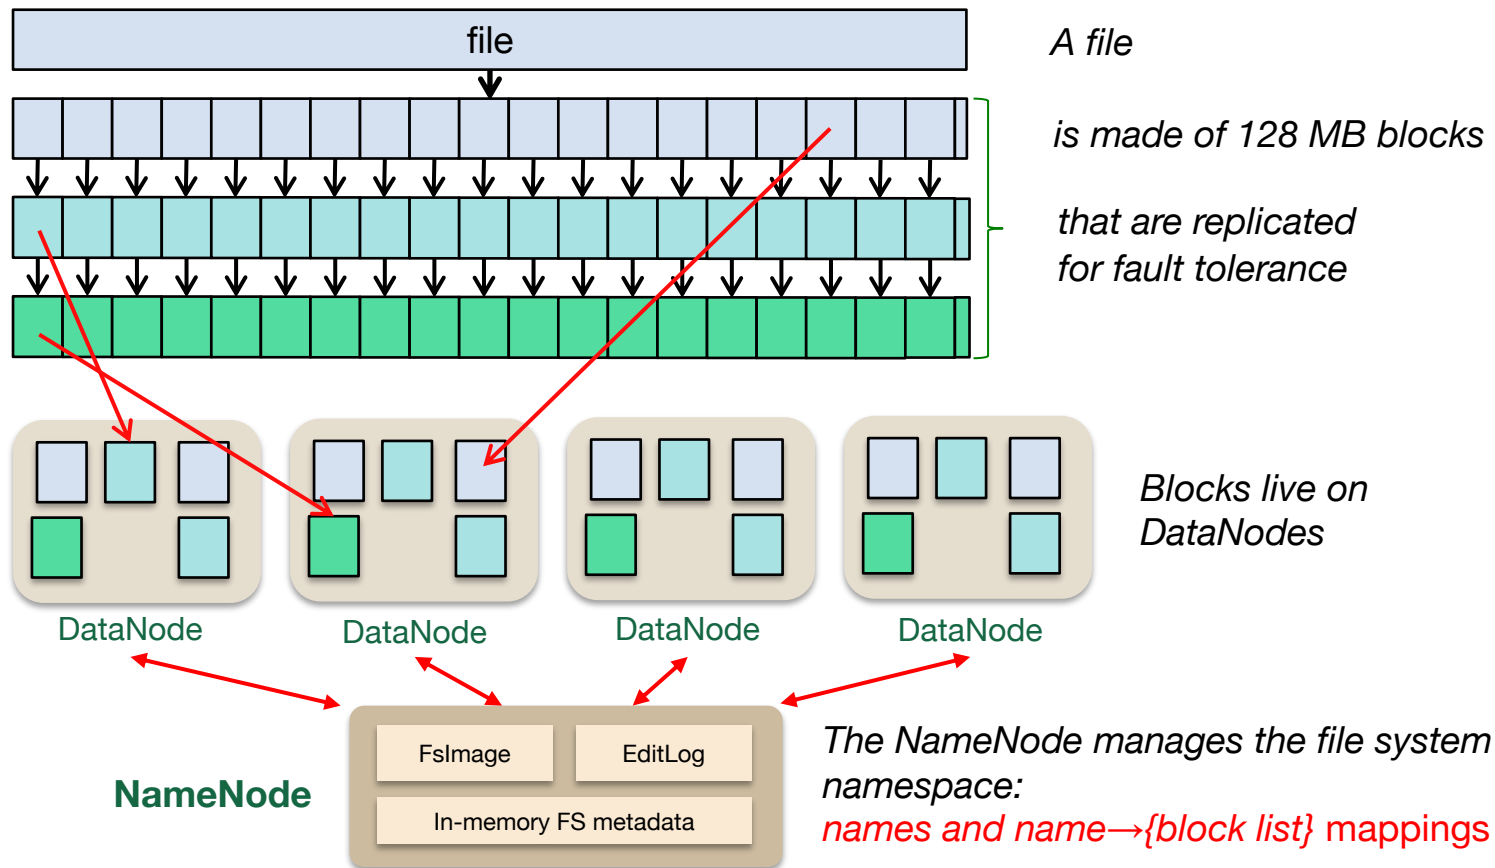 file
A file
is made of 128 MB blocks
that are replicated
for fault tolerance
Blocks live on
DataNodes
DataNode
DataNode
DataNode
DataNode
FsImage
EditLog
In-memory FS metadata
NameNode
The NameNode manages the file system
namespace:
names and name→{block list} mappings